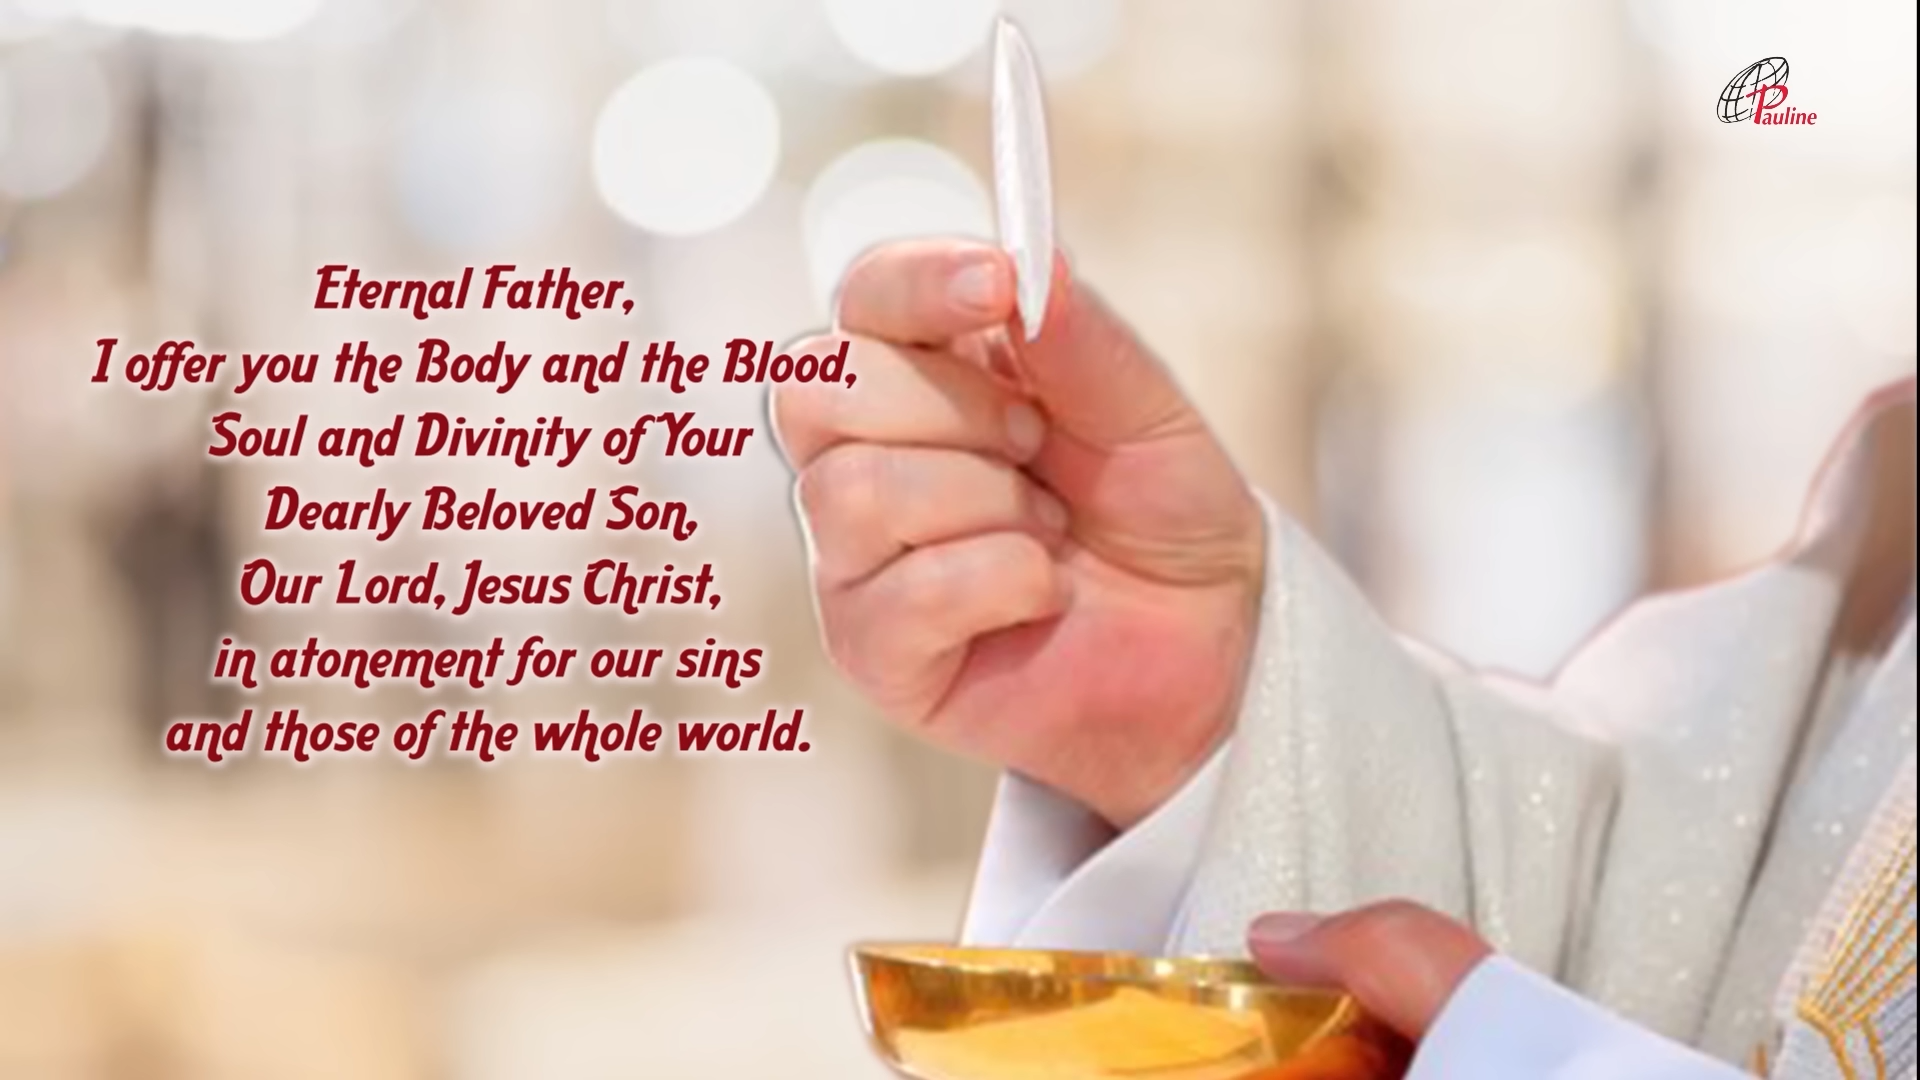 Pauline
Eternal Father,
I offer you the Body and the Blood,
Soul and Divinity of Your
Dearly Beloved Son,
Our Lord, Jesus Christ,
in atonement for our sins
and those of the whole world.